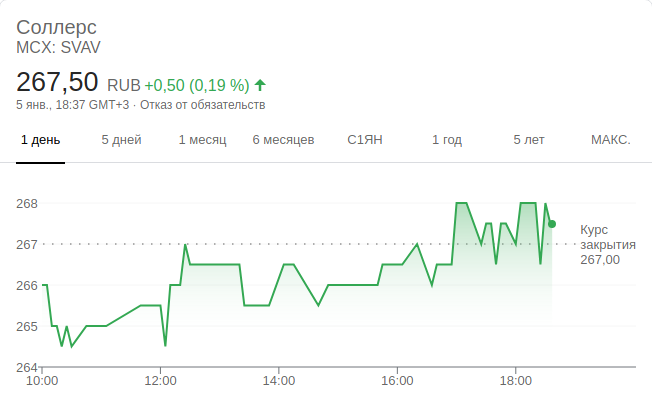 Соллерс
MCX: SVAV
267,50 RUB +0,50 (0,19 %)
5 янв., 18:37 GMT+3 · Отказ от обязательств
1 день 5 дней 1 месяц 6 месяцев С1ЯН 1 год 5 лет МАКС.
268
267
266
265
264
Курс
закрытия
267,00
10:00 12:00 14:00 16:00 18:00